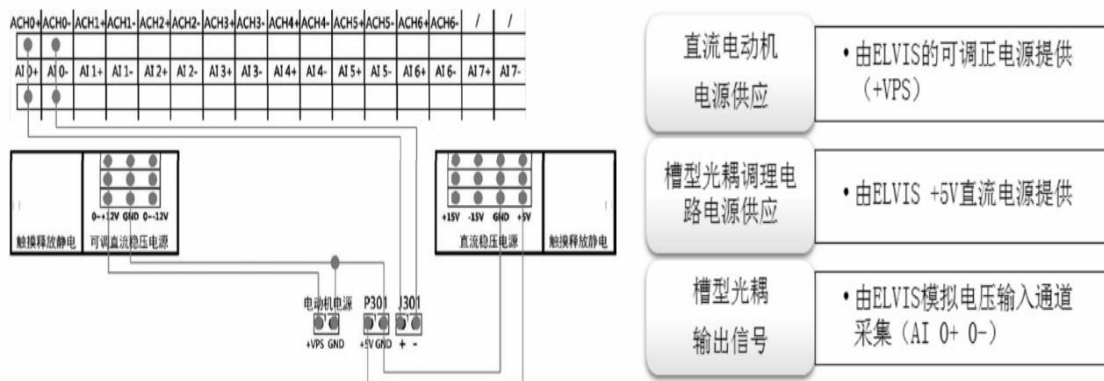 ACH0+ ACH0- ACH1+ ACH1- ACH2+ ACH2- ACH3+ ACH3- ACH4+ ACH4- ACH5+ ACH5- ACH6+ ACH6- / /
AI 0+ AI 0- AI 1+ AI 1- AI 2+ AI 2- AI 3+ AI 3- AI 4+ AI 4- AI 5+ AI 5- AI 6+ AI 6- AI 7+ AI 7-
0~+12V GND 0~-12V
触摸释放静电 可调直流稳压电源
+15V -15V GND +5V
直流稳压电源 触摸释放静电
电动机电源 P301 J301
+VPS GND +5V GND + -
直流电动机
电源供应
•由ELVIS的可调正电源提供
（+VPS）
槽型光耦调理电
路电源供应
•由ELVIS +5V直流电源提供
槽型光耦
输出信号
•由ELVIS模拟电压输入通道
采集（AI 0+ 0-）